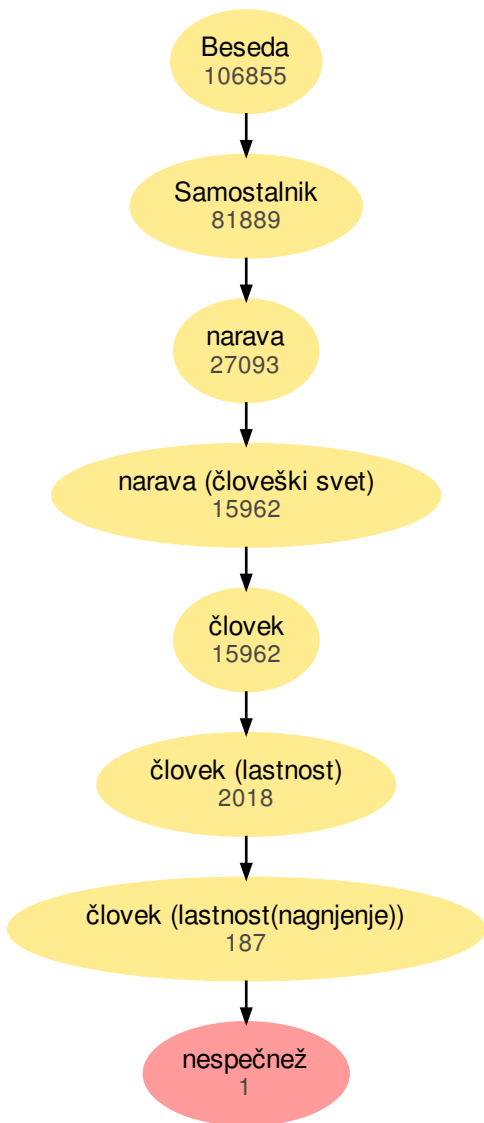 Beseda
106855
Samostalnik
81889
narava
27093
narava (človeški svet)
15962
človek
15962
človek (lastnost)
2018
človek (lastnost(nagnjenje))
187
nespečnež
1